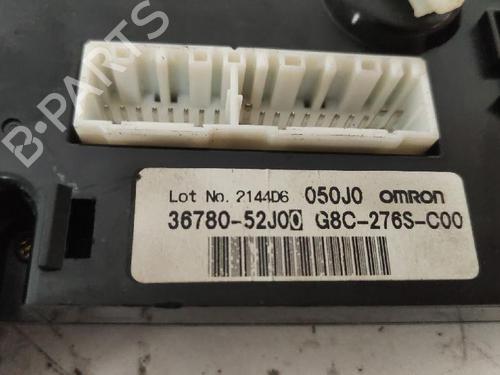 B-PARTS
Lot No. 2144D6 050J0 OMRON
36780-52J00 G8C-276S-C00